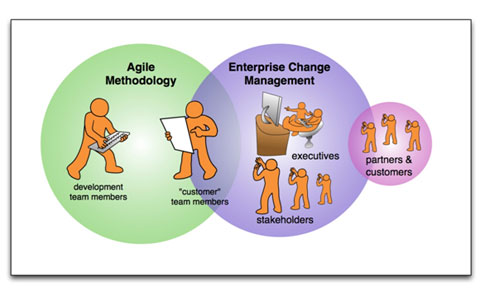 Agile
Methodology
Enterprise Change
Management
development
team members
"customer"
team members
executives
stakeholders
partners &
customers